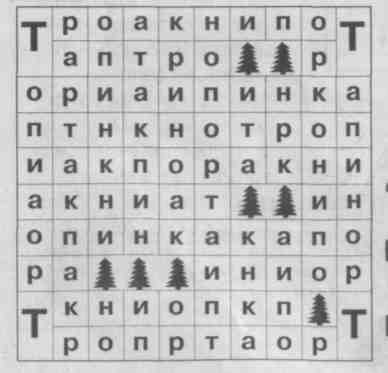 Т р о а к н и п о Т
а п т р о р
о р и а и п и н к а
п т н к н о т р о п
и а к п о р а к н и
а к н и а т и н
о п и н к а к а п о
р а и н и о р
Т к н и о п к п Т
р о п р т а о р